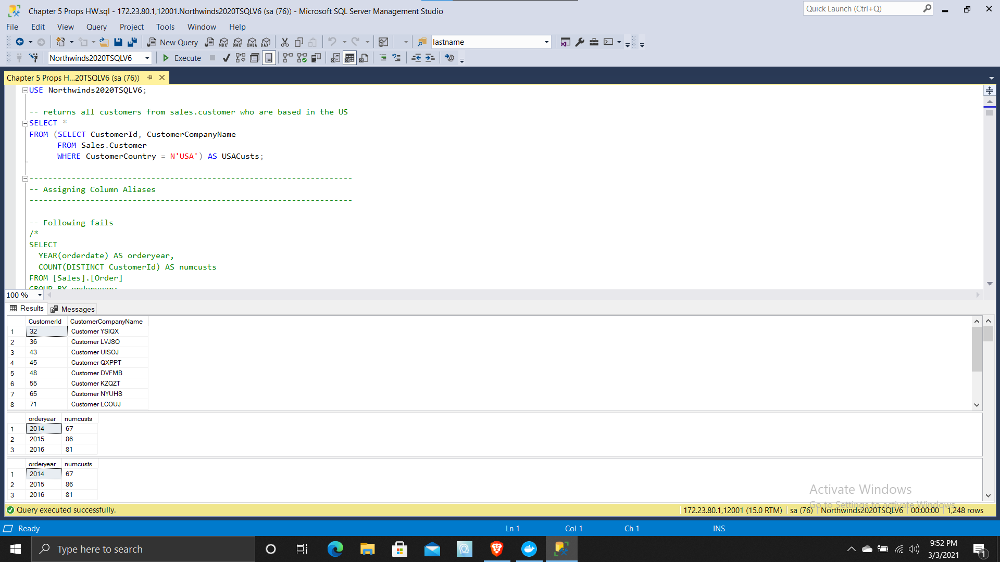 Chapter 5 Props HW.sql - 172.23.80.1,12001.Northwinds2020TSQLV6 (sa (76)) - Microsoft SQL Server Management Studio
Quick Launch (Ctrl+Q)
File Edit View Query Project Tools Window Help
New Query MDX DMX XMLA DAX lastname
Northwinds2020TSQLV6 Execute
Chapter 5 Props H...20TSQLV6 (sa (76))
USE Northwinds2020TSQLV6;
-- returns all customers from sales.customer who are based in the US
SELECT *
FROM (SELECT CustomerId, CustomerCompanyName
FROM Sales.Customer
WHERE CustomerCountry = N'USA') AS USACusts;
---------------------------------------------------------------------
-- Assigning Column Aliases
---------------------------------------------------------------------
-- Following fails
/*
SELECT
YEAR(orderdate) AS orderyear,
COUNT(DISTINCT CustomerId) AS numcusts
FROM [Sales].[Order]
GROUP BY orderyear;
100 %
Results Messages
CustomerId CustomerCompanyName
1 32 Customer YSIQX
2 36 Customer LVJSO
3 43 Customer UISOJ
4 45 Customer QXPPT
5 48 Customer DVFMB
6 55 Customer KZQZT
7 65 Customer NYUHS
8 71 Customer LCOUJ
orderyear numcusts
1 2014 67
2 2015 86
3 2016 81
orderyear numcusts
1 2014 67
2 2015 86
3 2016 81
Activate Windows
Go to Settings to activate Windows.
Query executed successfully. 172.23.80.1,12001 (15.0 RTM) sa (76) Northwinds2020TSQLV6 00:00:00 1,248 rows
Ready Ln 1 Col 1 Ch 1 INS
Type here to search
9:52 PM
3/3/2021
1